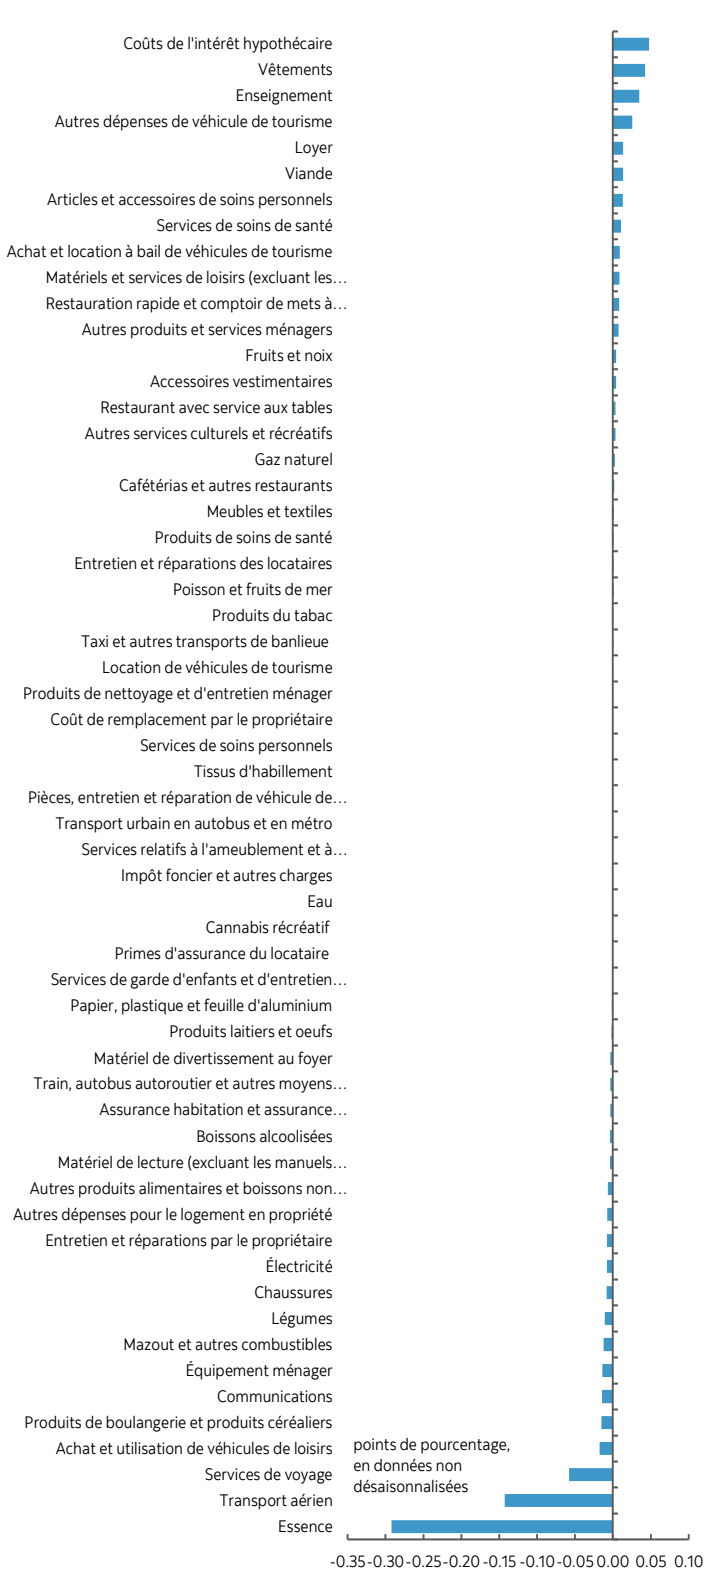 Coûts de l'intérêt hypothécaire
Vêtements
Enseignement
Autres dépenses de véhicule de tourisme
Loyer
Viande
Articles et accessoires de soins personnels
Services de soins de santé
Achat et location à bail de véhicules de tourisme
Matériels et services de loisirs (excluant les…
Restauration rapide et comptoir de mets à…
Autres produits et services ménagers
Fruits et noix
Accessoires vestimentaires
Restaurant avec service aux tables
Autres services culturels et récréatifs
Gaz naturel
Cafétérias et autres restaurants
Meubles et textiles
Produits de soins de santé
Entretien et réparations des locataires
Poisson et fruits de mer
Produits du tabac
Taxi et autres transports de banlieue
Location de véhicules de tourisme
Produits de nettoyage et d'entretien ménager
Coût de remplacement par le propriétaire
Services de soins personnels
Tissus d'habillement
Pièces, entretien et réparation de véhicule de…
Transport urbain en autobus et en métro
Services relatifs à l'ameublement et à…
Impôt foncier et autres charges
Eau
Cannabis récréatif
Primes d'assurance du locataire
Services de garde d'enfants et d'entretien…
Papier, plastique et feuille d'aluminium
Produits laitiers et oeufs
Matériel de divertissement au foyer
Train, autobus autoroutier et autres moyens…
Assurance habitation et assurance…
Boissons alcoolisées
Matériel de lecture (excluant les manuels…
Autres produits alimentaires et boissons non…
Autres dépenses pour le logement en propriété
Entretien et réparations par le propriétaire
Électricité
Chaussures
Légumes
Mazout et autres combustibles
Équipement ménager
Communications
Produits de boulangerie et produits céréaliers
Achat et utilisation de véhicules de loisirs
Services de voyage
Transport aérien
Essence
points de pourcentage,
en données non
désaisonnalisées
-0.35 -0.30 -0.25 -0.20 -0.15 -0.10 -0.05 0.00 0.05 0.10